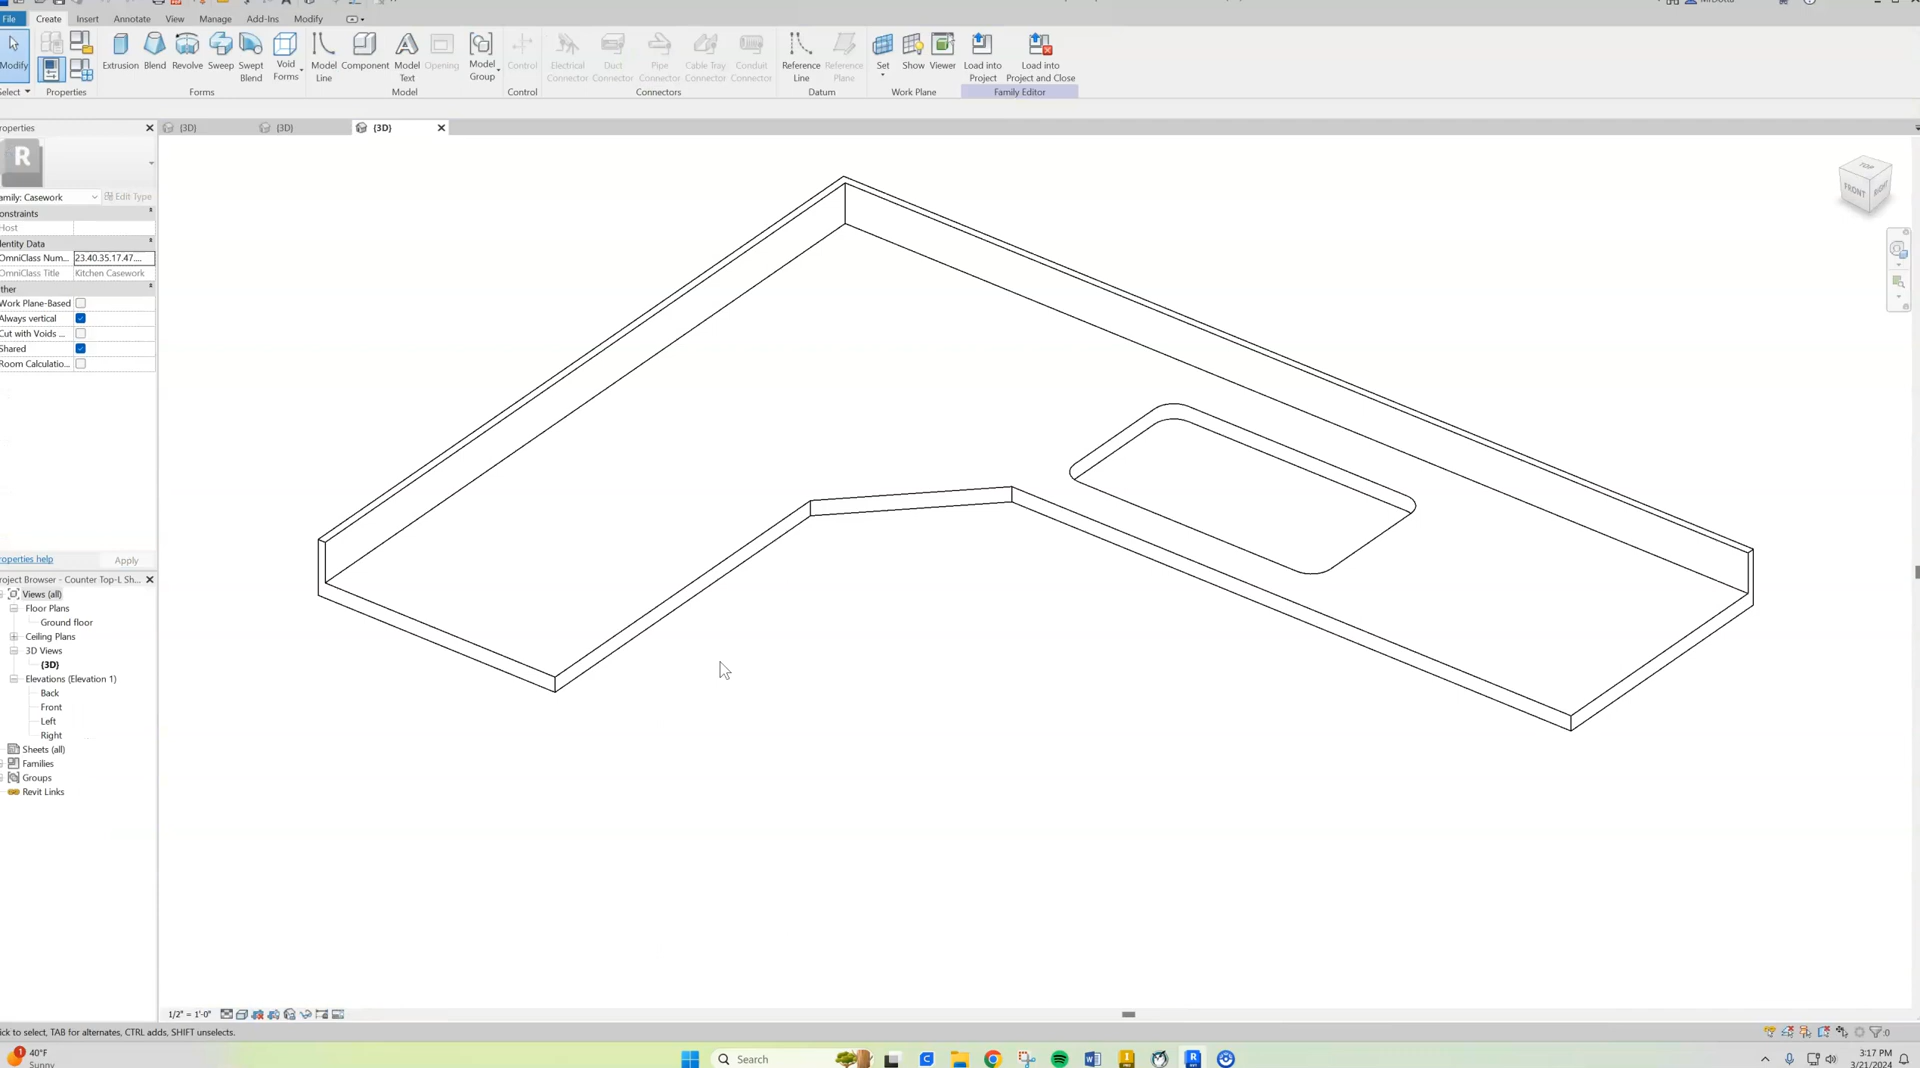 File Create Insert Annotate View Manage Add-Ins Modify
Modify Extrusion Blend Revolve Sweep Swept Blend Void Forms Model Line Component Model Text Opening Model Group Control Electrical Connector Duct Connector Pipe Connector Cable Tray Connector Conduit Connector Reference Line Reference Plane Set Show Viewer Load into Project Load into Project and Close
Select Properties Forms Model Control Connectors Datum Work Plane Family Editor
roperties {3D} {3D} {3D}
R
TOP
FRONT RIGHT
amily: Casework Edit Type
onstraints
Host
dentity Data
OmniClass Num... 23.40.35.17.47....
OmniClass Title Kitchen Casework
ther
Work Plane-Based
Always vertical
Cut with Voids ...
Shared
Room Calculatio...
roperties help Apply
roject Browser - Counter Top-L Sh...
Views (all)
Floor Plans
Ground floor
Ceiling Plans
3D Views
{3D}
Elevations (Elevation 1)
Back
Front
Left
Right
Sheets (all)
Families
Groups
Revit Links
1/2" = 1'-0"
ick to select, TAB for alternates, CTRL adds, SHIFT unselects.
:0
1
40°F
Sunny
Search
3:17 PM
3/21/2024